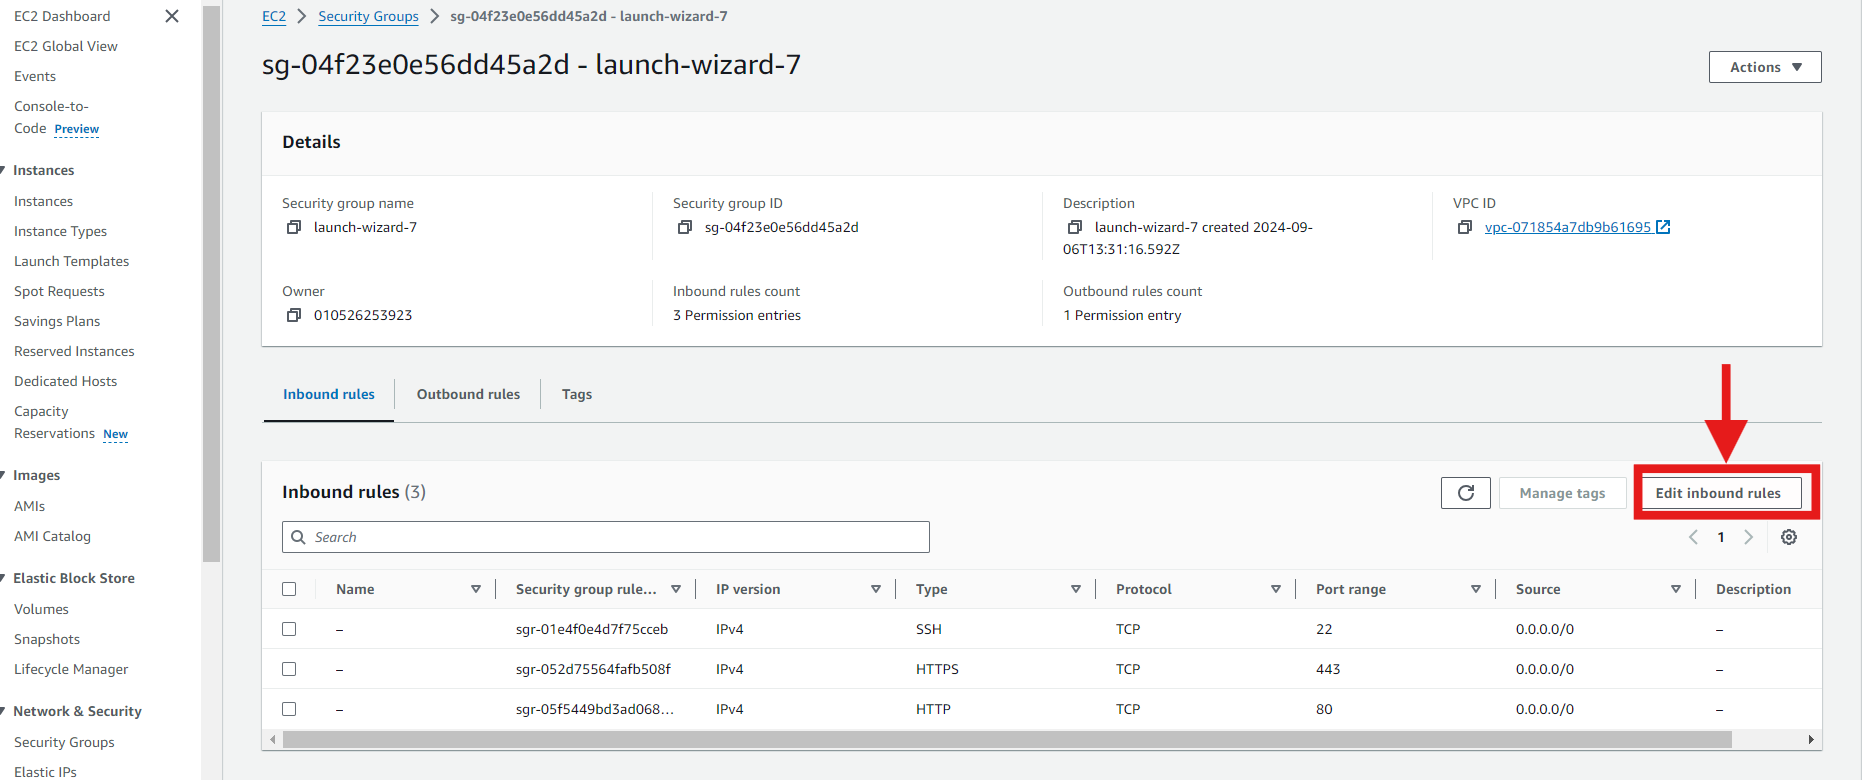 EC2 Dashboard
EC2 Global View
Events
Console-to-
Code Preview
Instances
Instances
Instance Types
Launch Templates
Spot Requests
Savings Plans
Reserved Instances
Dedicated Hosts
Capacity
Reservations New
Images
AMIs
AMI Catalog
Elastic Block Store
Volumes
Snapshots
Lifecycle Manager
Network & Security
Security Groups
Elastic IPs
EC2 > Security Groups > sg-04f23e0e56dd45a2d - launch-wizard-7
sg-04f23e0e56dd45a2d - launch-wizard-7
Actions
Details
Security group name
launch-wizard-7
Security group ID
sg-04f23e0e56dd45a2d
Description
launch-wizard-7 created 2024-09-
06T13:31:16.592Z
VPC ID
vpc-071854a7db9b61695
Owner
010526253923
Inbound rules count
3 Permission entries
Outbound rules count
1 Permission entry
Inbound rules Outbound rules Tags
Inbound rules (3)
Manage tags Edit inbound rules
Search
1
Name Security group rule... IP version Type Protocol Port range Source Description
– sgr-01e4f0e4d7f75cceb IPv4 SSH TCP 22 0.0.0.0/0 –
– sgr-052d75564fafb508f IPv4 HTTPS TCP 443 0.0.0.0/0 –
– sgr-05f5449bd3ad068... IPv4 HTTP TCP 80 0.0.0.0/0 –